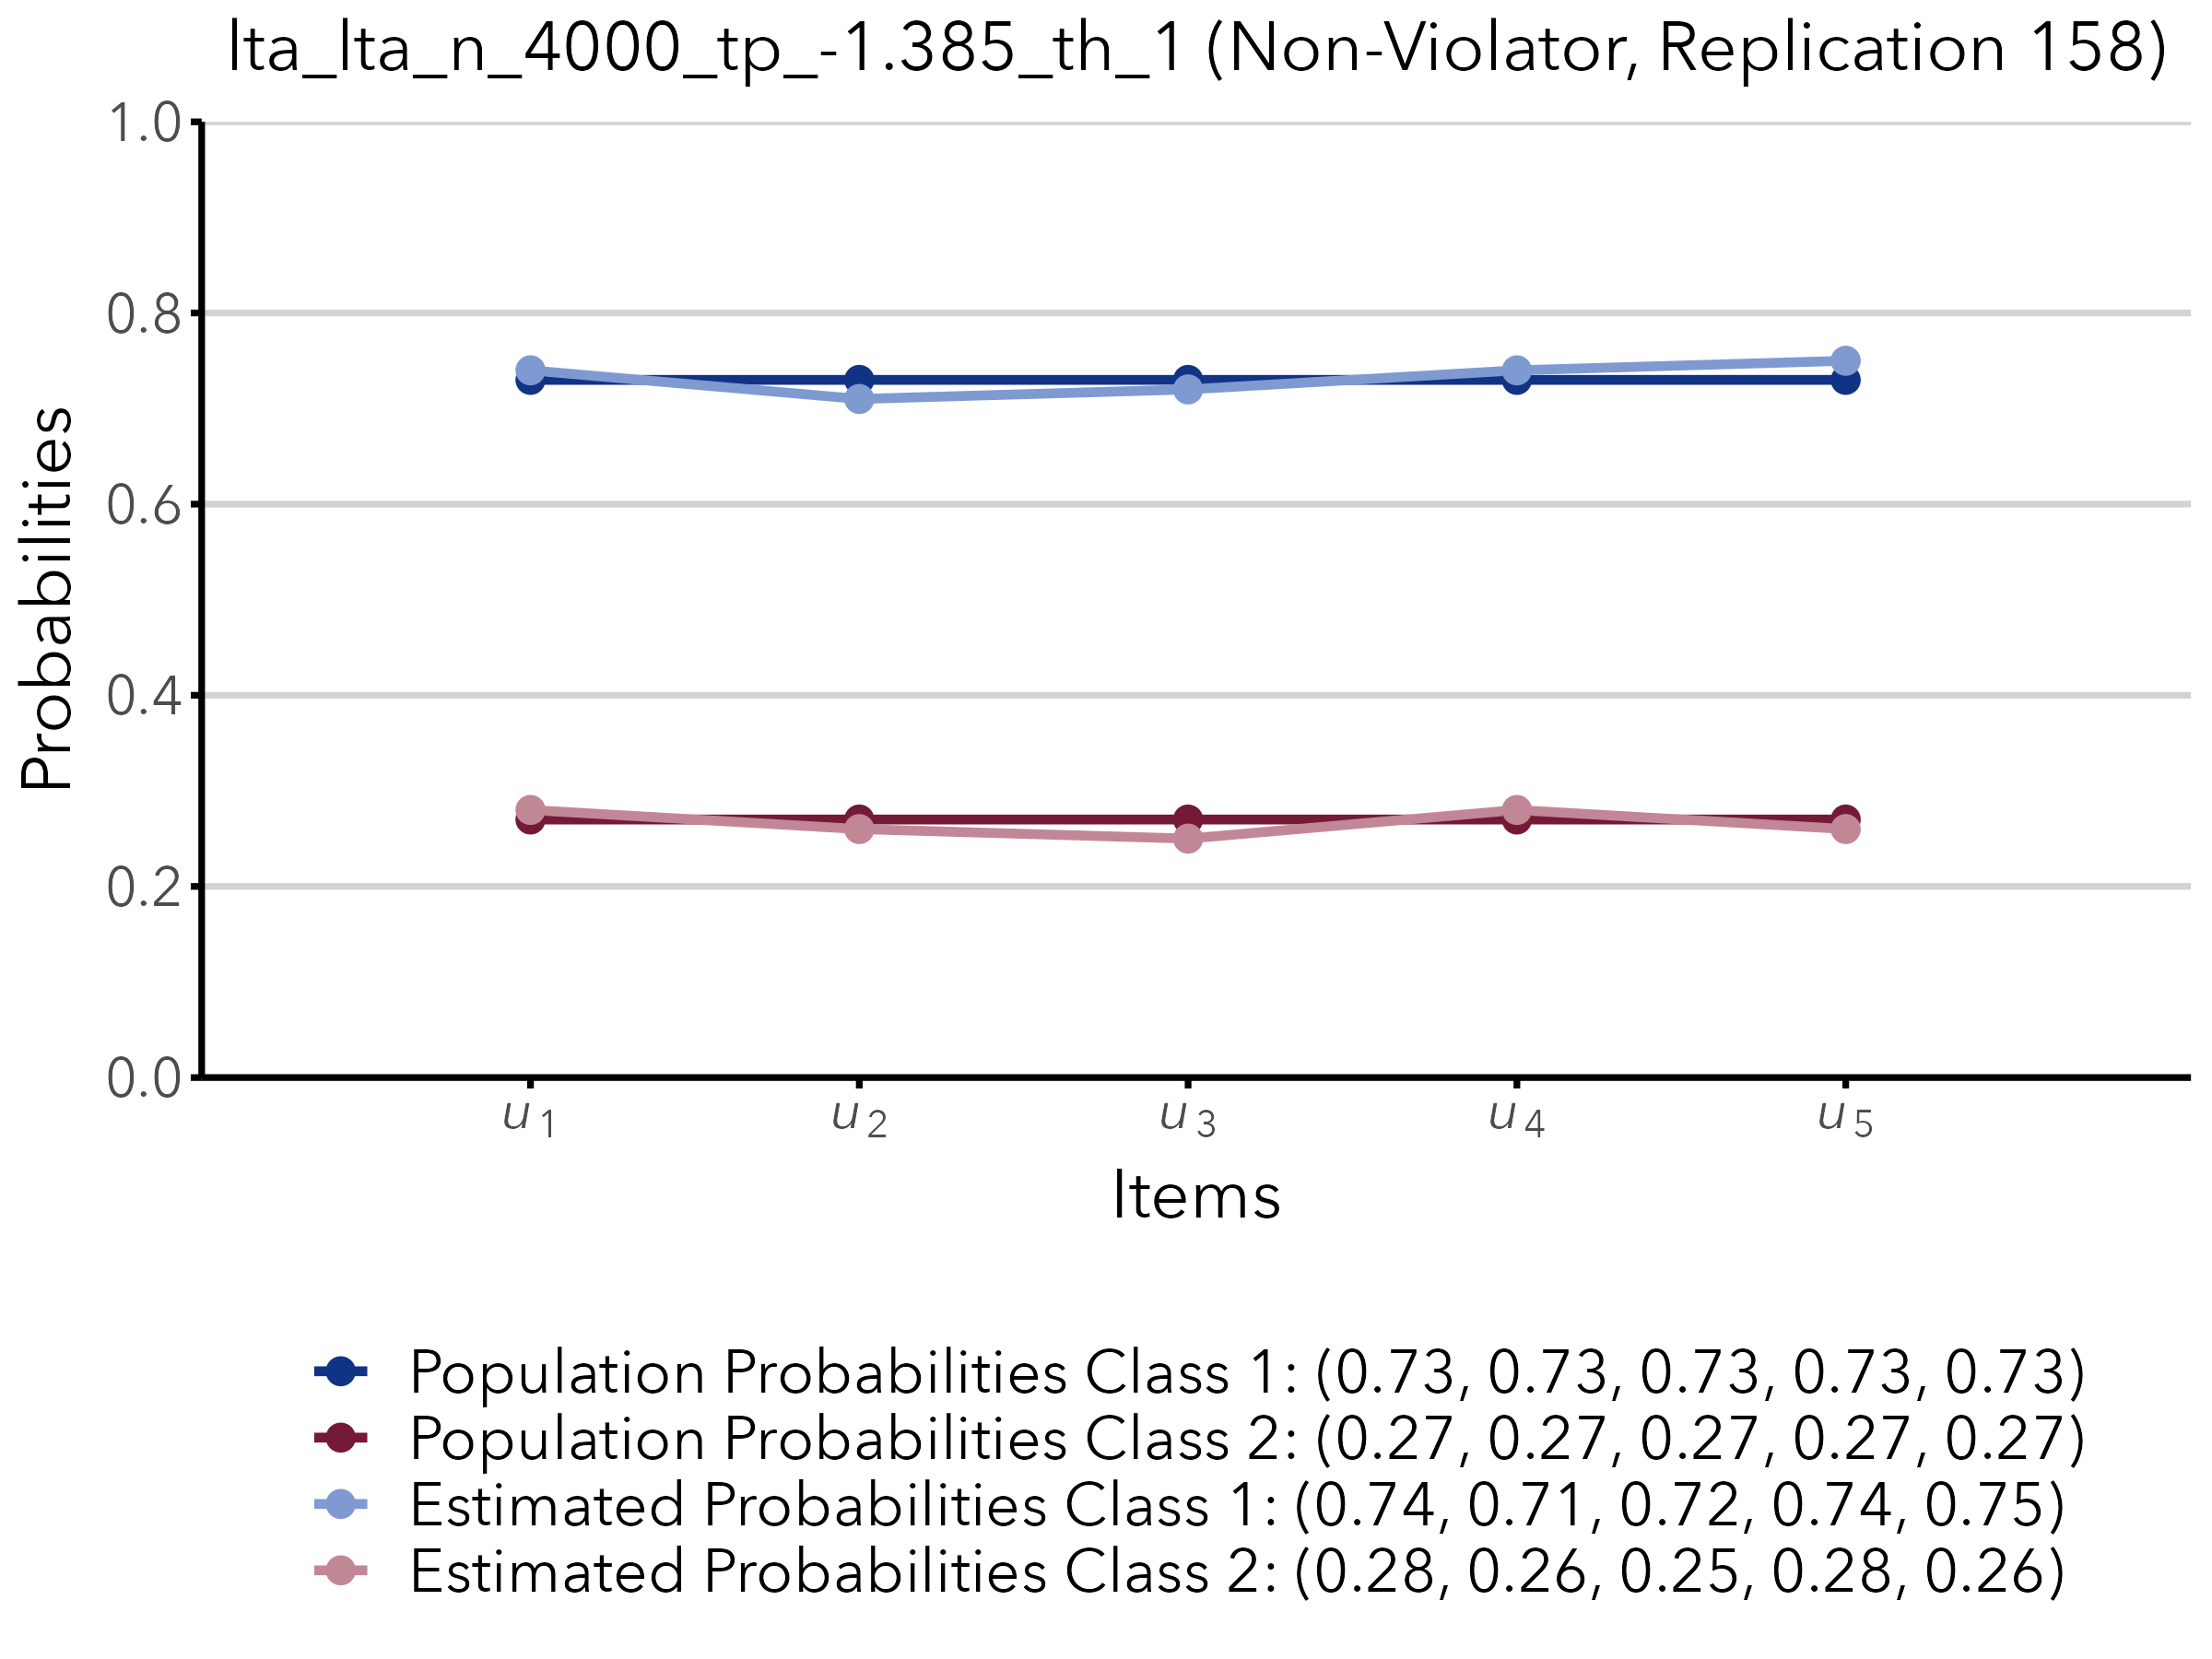 lta_lta_n_4000_tp_-1.385_th_1 (Non-Violator, Replication 158)
1.0
0.8
0.6
0.4
0.2
0.0
Probabilities
u1 u2 u3 u4 u5
Items
Population Probabilities Class 1: (0.73, 0.73, 0.73, 0.73, 0.73)
Population Probabilities Class 2: (0.27, 0.27, 0.27, 0.27, 0.27)
Estimated Probabilities Class 1: (0.74, 0.71, 0.72, 0.74, 0.75)
Estimated Probabilities Class 2: (0.28, 0.26, 0.25, 0.28, 0.26)